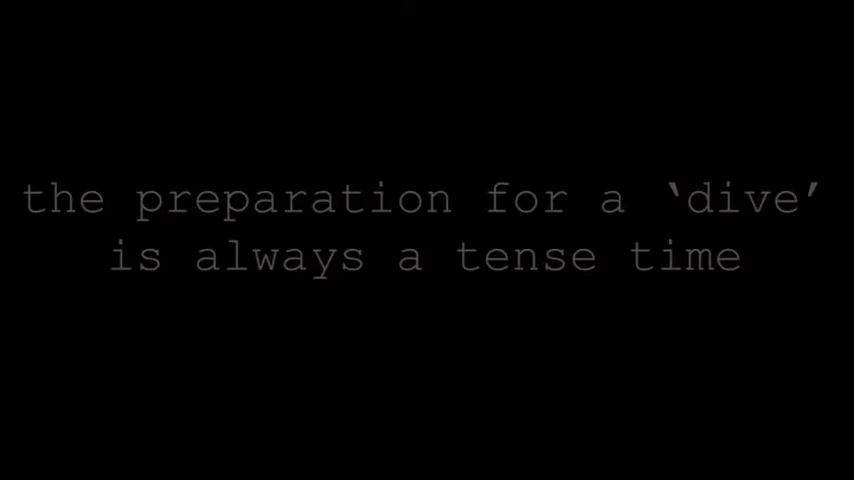 the preparation for a ‘dive’
is always a tense time